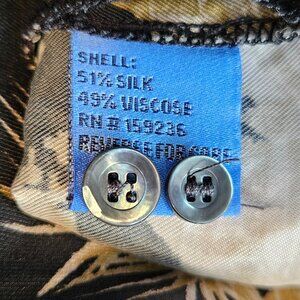 SHELL:
51% SILK
49% VISCOSE
RN # 159236
REVERSE FOR CARE